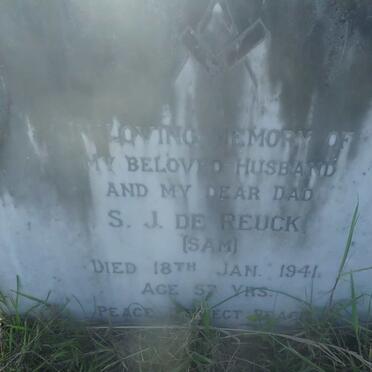 LOVING MEMORY OF
MY BELOVED HUSBAND
AND MY DEAR DAD
S. J. DE REUCK
[SAM]
DIED 18TH JAN. 1941.
AGE 57 YRS.
PEACE PERFECT PEACE